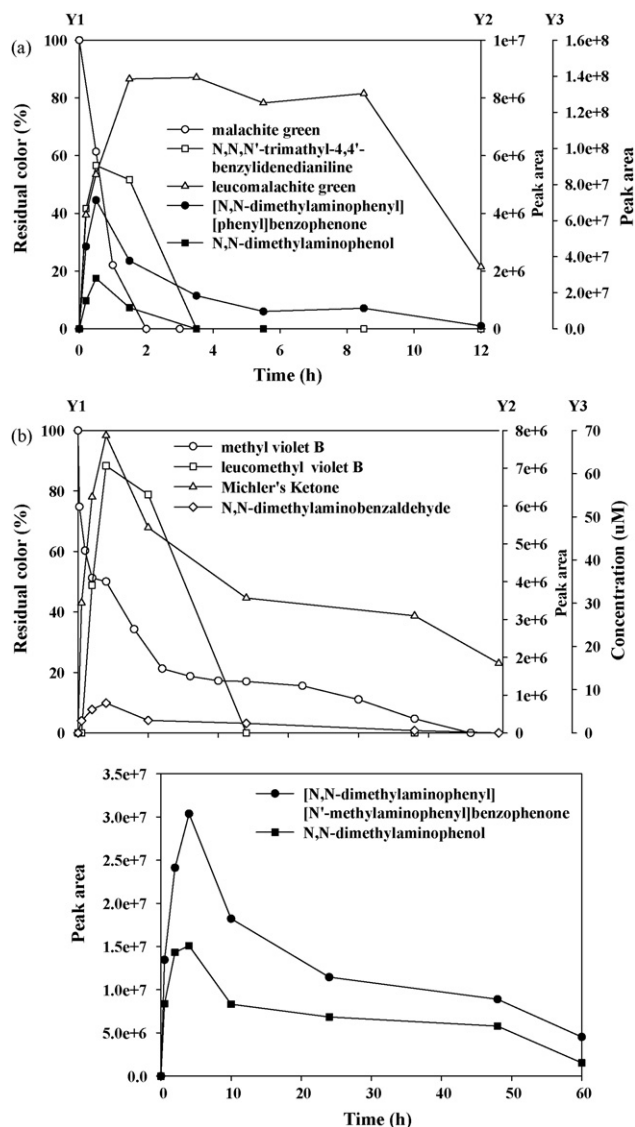 Y1 Y2 Y3
(a)
100
80
60
40
20
0
Residual color (%)
malachite green
N,N,N'-trimathyl-4,4'-
benzylidenedianiline
leucomalachite green
[N,N-dimethylaminophenyl]
[phenyl]benzophenone
N,N-dimethylaminophenol
1e+7
8e+6
6e+6
4e+6
2e+6
0
Peak area
1.6e+8
1.4e+8
1.2e+8
1.0e+8
8.0e+7
6.0e+7
4.0e+7
2.0e+7
0.0
Peak area
0 2 4 6 8 10 12
Time (h)
Y1 Y2 Y3
(b)
100
80
60
40
20
0
Residual color (%)
methyl violet B
leucomethyl violet B
Michler's Ketone
N,N-dimethylaminobenzaldehyde
8e+6
7e+6
6e+6
5e+6
4e+6
3e+6
2e+6
1e+6
0
Peak area
70
60
50
40
30
20
10
0
Concentration (uM)
3.5e+7
3.0e+7
2.5e+7
2.0e+7
1.5e+7
1.0e+7
5.0e+6
0.0
Peak area
[N,N-dimethylaminophenyl]
[N'-methylaminophenyl]benzophenone
N,N-dimethylaminophenol
0 10 20 30 40 50 60
Time (h)